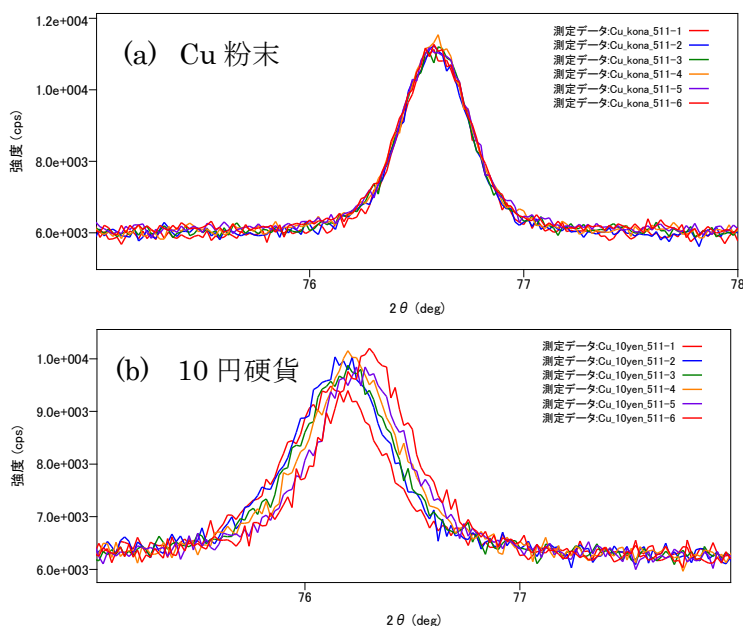 (a) Cu 粉末
測定データ:Cu_kona_511-1
測定データ:Cu_kona_511-2
測定データ:Cu_kona_511-3
測定データ:Cu_kona_511-4
測定データ:Cu_kona_511-5
測定データ:Cu_kona_511-6
強度(cps)
1.2e+004
1.0e+004
8.0e+003
6.0e+003
76
77
78
2θ (deg)
(b) 10 円硬貨
測定データ:Cu_10yen_511-1
測定データ:Cu_10yen_511-2
測定データ:Cu_10yen_511-3
測定データ:Cu_10yen_511-4
測定データ:Cu_10yen_511-5
測定データ:Cu_10yen_511-6
強度(cps)
1.0e+004
9.0e+003
8.0e+003
7.0e+003
6.0e+003
76
77
2θ (deg)